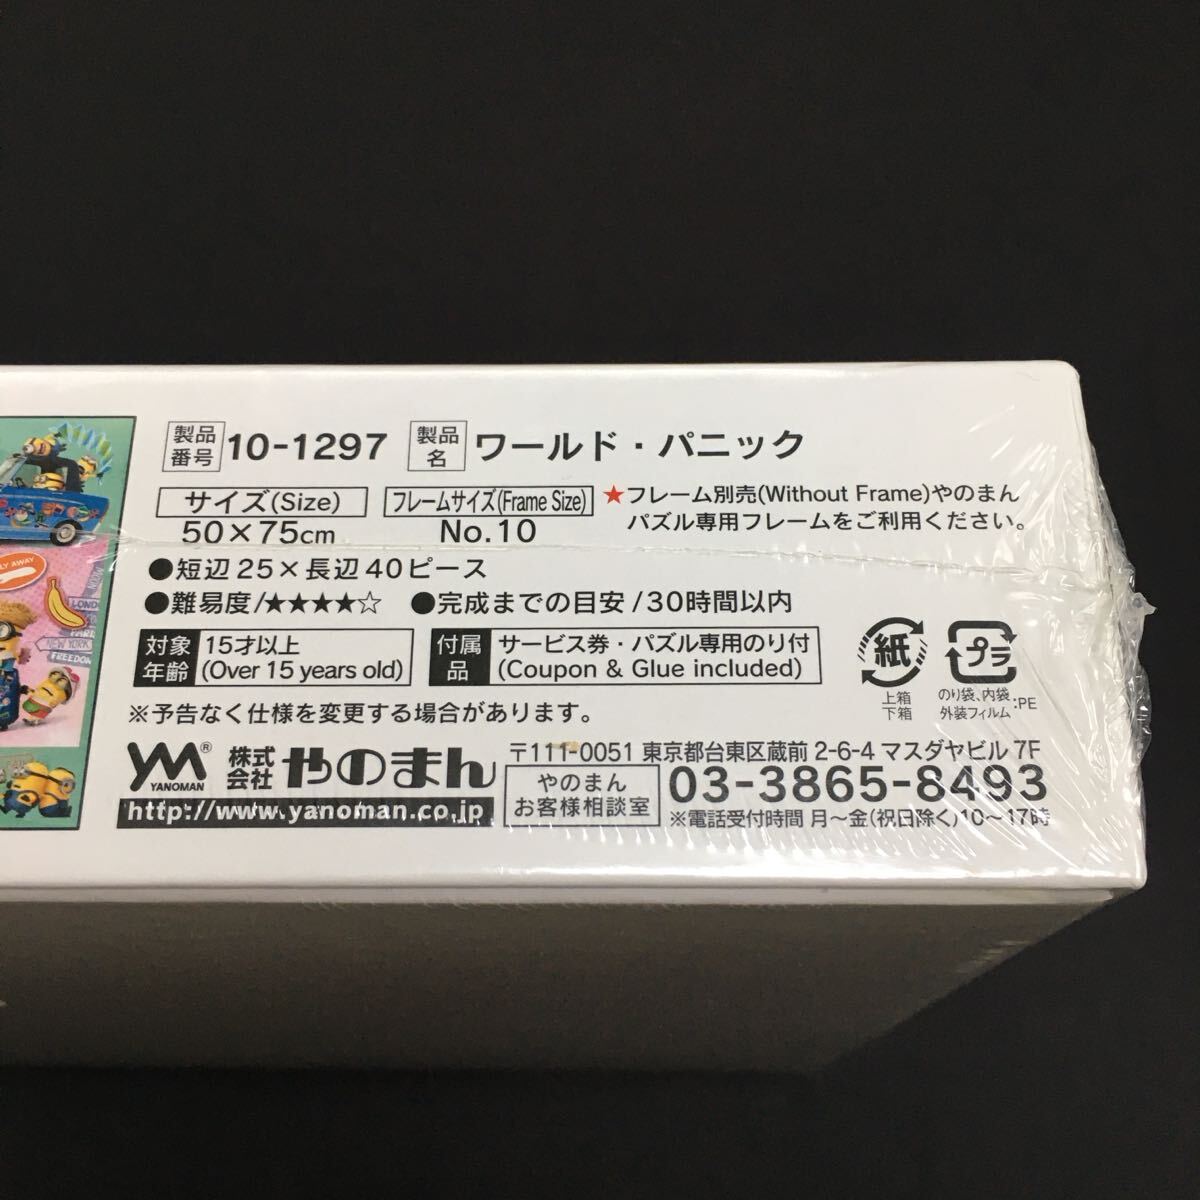 製品番号 10-1297 製品名 ワールド・パニック
サイズ(Size) フレームサイズ(Frame Size) ★フレーム別売(Without Frame)やのまん
50×75cm No.10 パズル専用フレームをご利用ください。
●短辺25×長辺40ピース
●難易度/★★★★☆ ●完成までの目安/30時間以内
対象年齢 15才以上 (Over 15 years old) 付属品 サービス券・パズル専用のり付 (Coupon & Glue included)
紙 プラ
上箱 のり袋、内袋 :PE
下箱 外装フィルム
※予告なく仕様を変更する場合があります。
YM® YANOMAN 株式会社 やのまん 〒111-0051 東京都台東区蔵前 2-6-4 マスダヤビル 7F
http://www.yanoman.co.jp やのまんお客様相談室 03-3865-8493
※電話受付時間 月〜金(祝日除く)10〜17時
LY AWAY
NEW YORK
FREEDOM